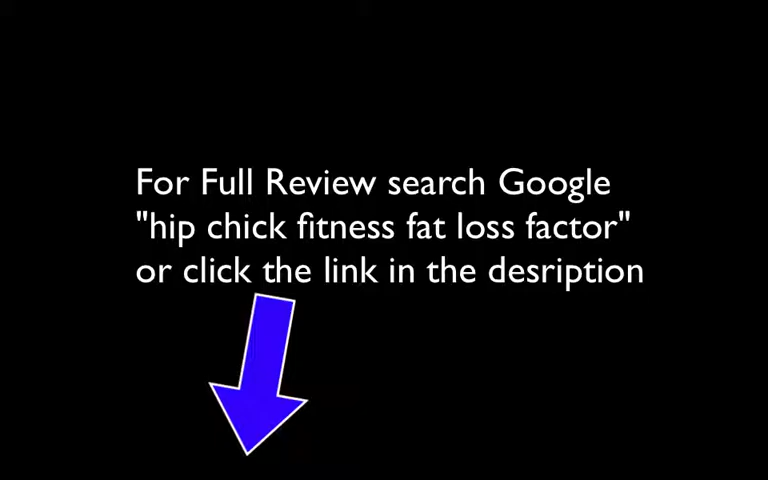 For Full Review search Google
"hip chick fitness fat loss factor"
or click the link in the desription